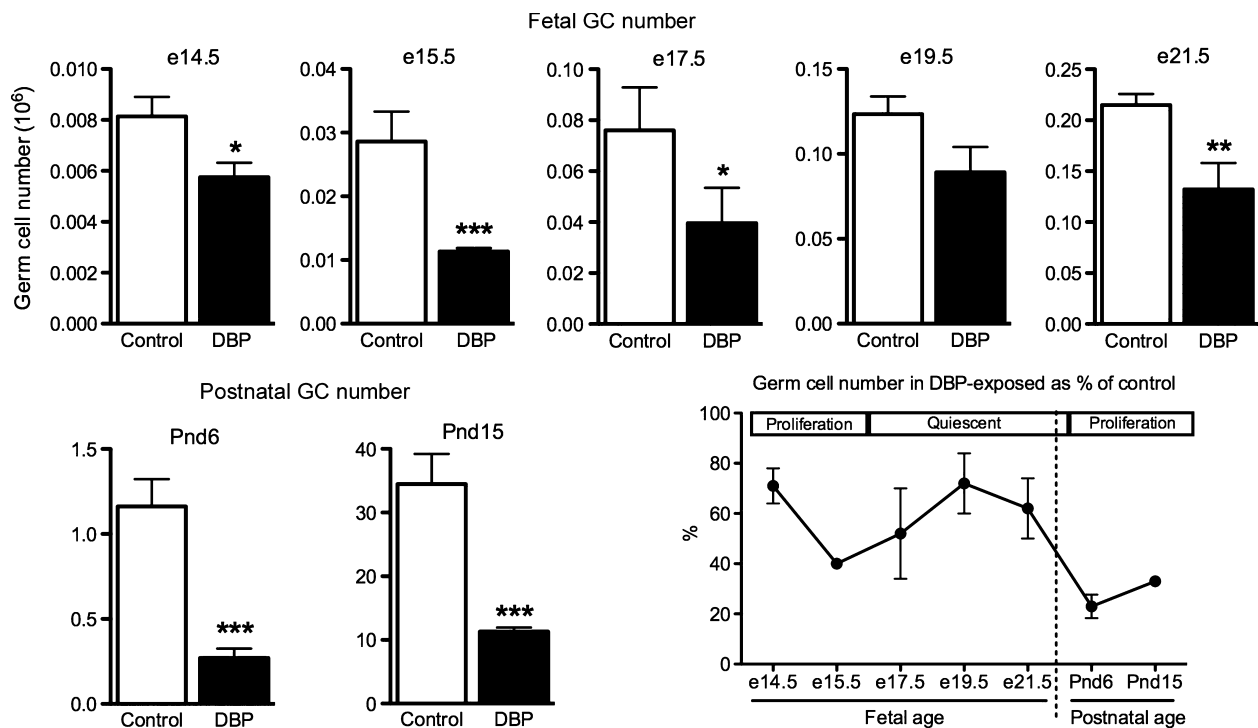 Fetal GC number
e14.5
e15.5
e17.5
e19.5
e21.5
Germ cell number (10⁶)
0.010
0.008
0.006
0.004
0.002
0.000
*
Control DBP
0.04
0.03
0.02
0.01
0.00
***
Control DBP
0.10
0.08
0.06
0.04
0.02
0.00
*
Control DBP
0.15
0.10
0.05
0.00
Control DBP
0.25
0.20
0.15
0.10
0.05
0.00
**
Control DBP
Postnatal GC number
Pnd6
1.5
1.0
0.5
0.0
***
Control DBP
Pnd15
40
30
20
10
0
***
Control DBP
Germ cell number in DBP-exposed as % of control
Proliferation Quiescent Proliferation
%
100
80
60
40
20
0
e14.5 e15.5 e17.5 e19.5 e21.5 Pnd6 Pnd15
Fetal age Postnatal age